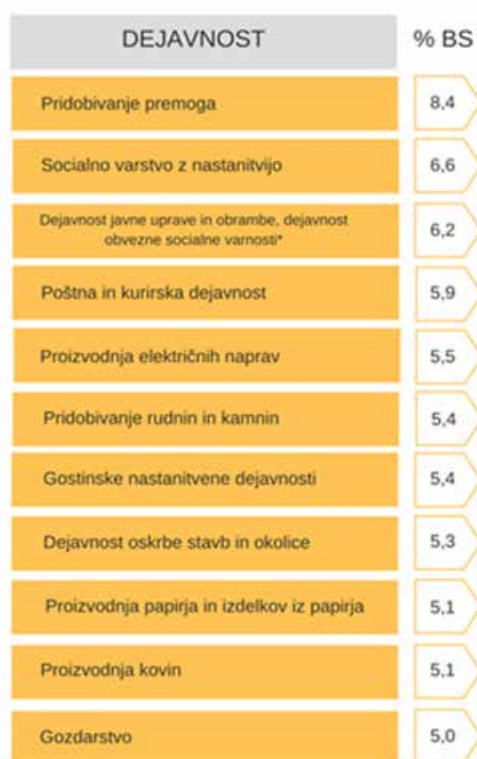 DEJAVNOST % BS
Pridobivanje premoga 8,4
Socialno varstvo z nastanitvijo 6,6
Dejavnost javne uprave in obrambe, dejavnost
obvezne socialne varnosti* 6,2
Poštna in kurirska dejavnost 5,9
Proizvodnja električnih naprav 5,5
Pridobivanje rudnin in kamnin 5,4
Gostinske nastanitvene dejavnosti 5,4
Dejavnost oskrbe stavb in okolice 5,3
Proizvodnja papirja in izdelkov iz papirja 5,1
Proizvodnja kovin 5,1
Gozdarstvo 5,0